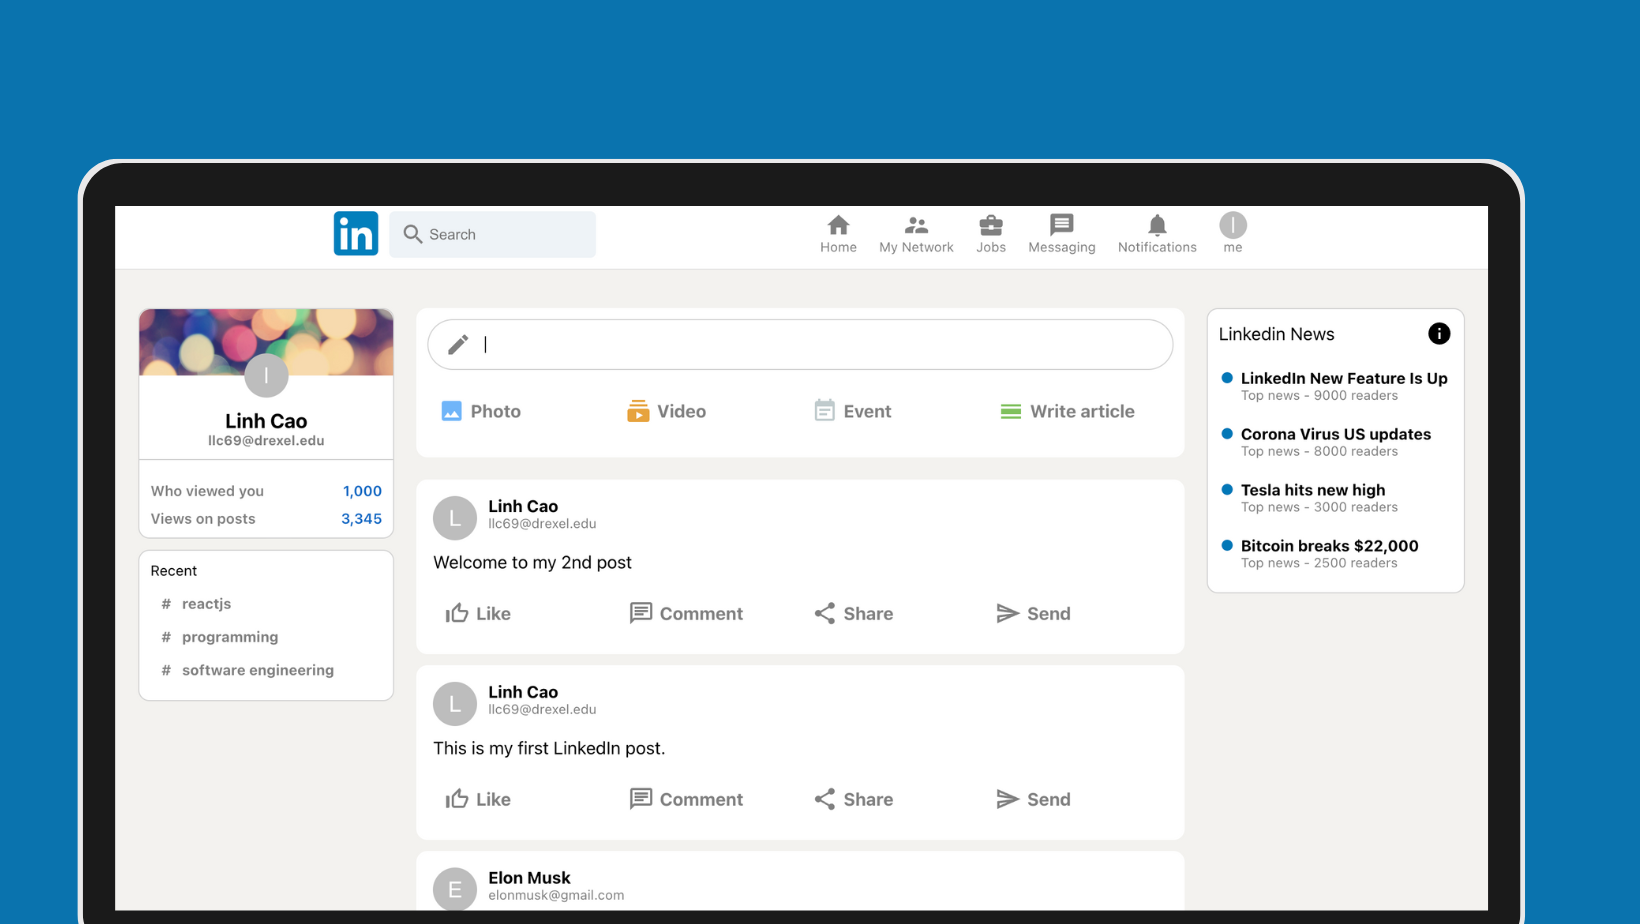 in
Search
Home
My Network
Jobs
Messaging
Notifications
l
me
l
Linh Cao
llc69@drexel.edu
Who viewed you 1,000
Views on posts 3,345
Recent
# reactjs
# programming
# software engineering
Photo
Video
Event
Write article
L
Linh Cao
llc69@drexel.edu
Welcome to my 2nd post
Like
Comment
Share
Send
L
Linh Cao
llc69@drexel.edu
This is my first LinkedIn post.
Like
Comment
Share
Send
E
Elon Musk
elonmusk@gmail.com
Linkedin News
LinkedIn New Feature Is Up
Top news - 9000 readers
Corona Virus US updates
Top news - 8000 readers
Tesla hits new high
Top news - 3000 readers
Bitcoin breaks $22,000
Top news - 2500 readers